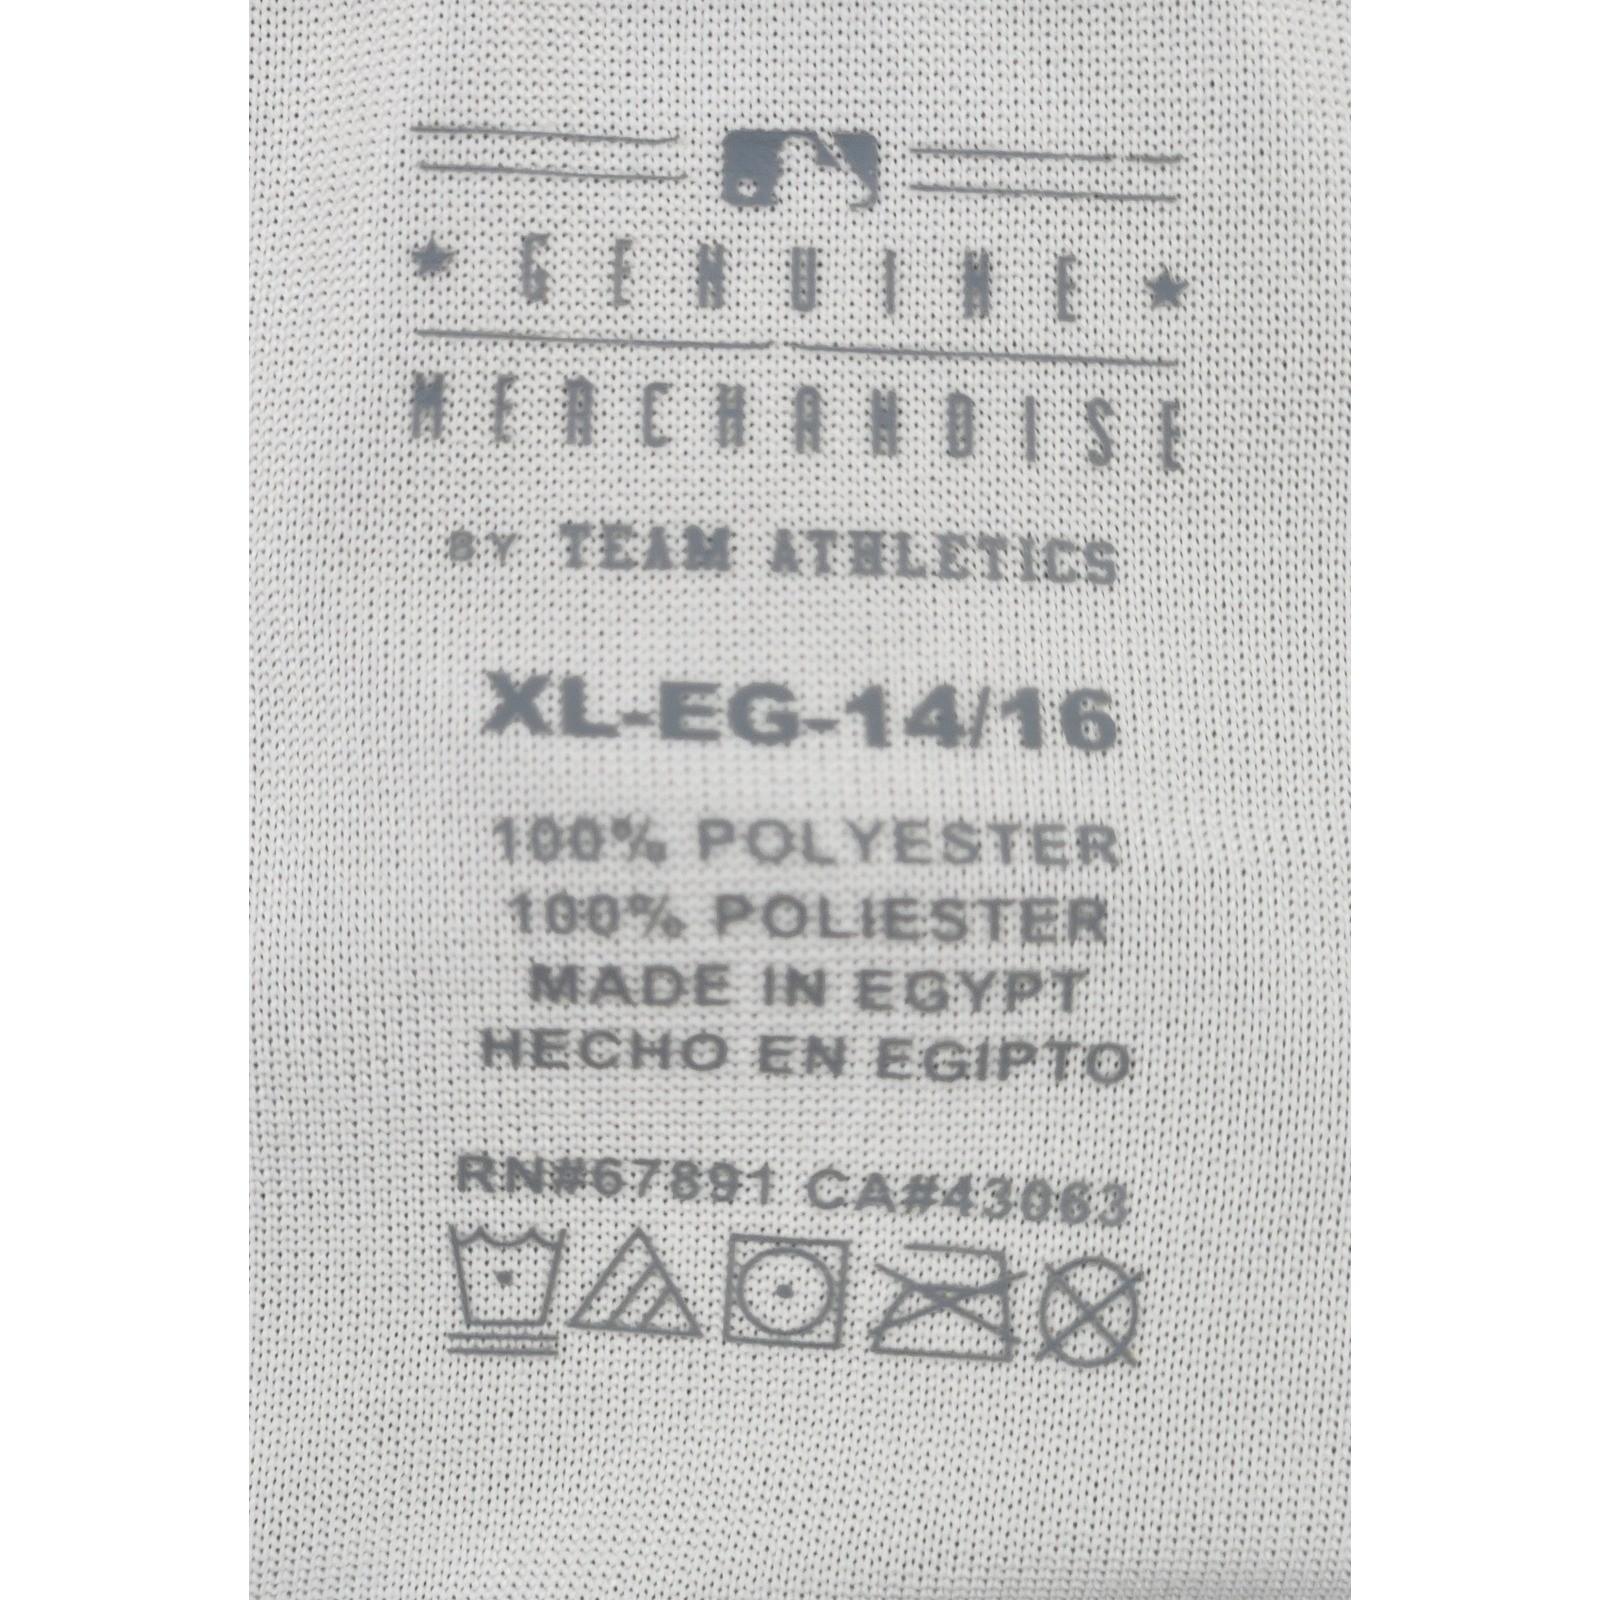 GENUINE
MERCHANDISE
BY TEAM ATHLETICS
XL-EG-14/16
100% POLYESTER
100% POLIESTER
MADE IN EGYPT
HECHO EN EGIPTO
RN#67891 CA#43063